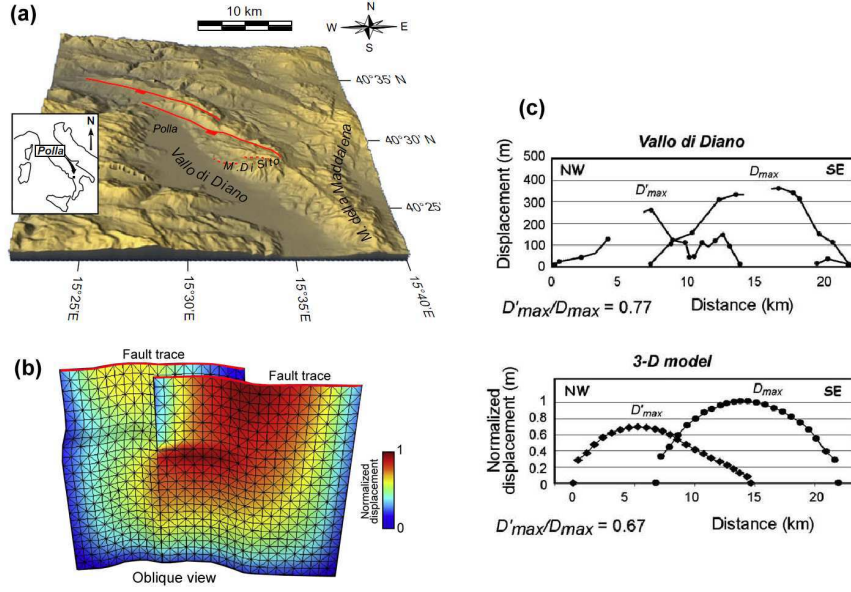 (a)
10 km
N
W E
S
40°35' N
40°30' N
40°25'
N
Polla
Polla
M. Di Sito
Vallo di Diano
M. della Maddalena
15°25'E
15°30'E
15°35'E
15°40'E
(b)
Fault trace
Fault trace
1
Normalized
displacement
0
Oblique view
(c)
Vallo di Diano
Displacement (m)
500
400
300
200
100
0
NW
D'max
Dmax
SE
0 5 10 15 20
D'max/Dmax = 0.77
Distance (km)
3-D model
Normalized
displacement (m)
1
0.8
0.6
0.4
0.2
0
NW
D'max
Dmax
SE
0 5 10 15 20
D'max/Dmax = 0.67
Distance (km)